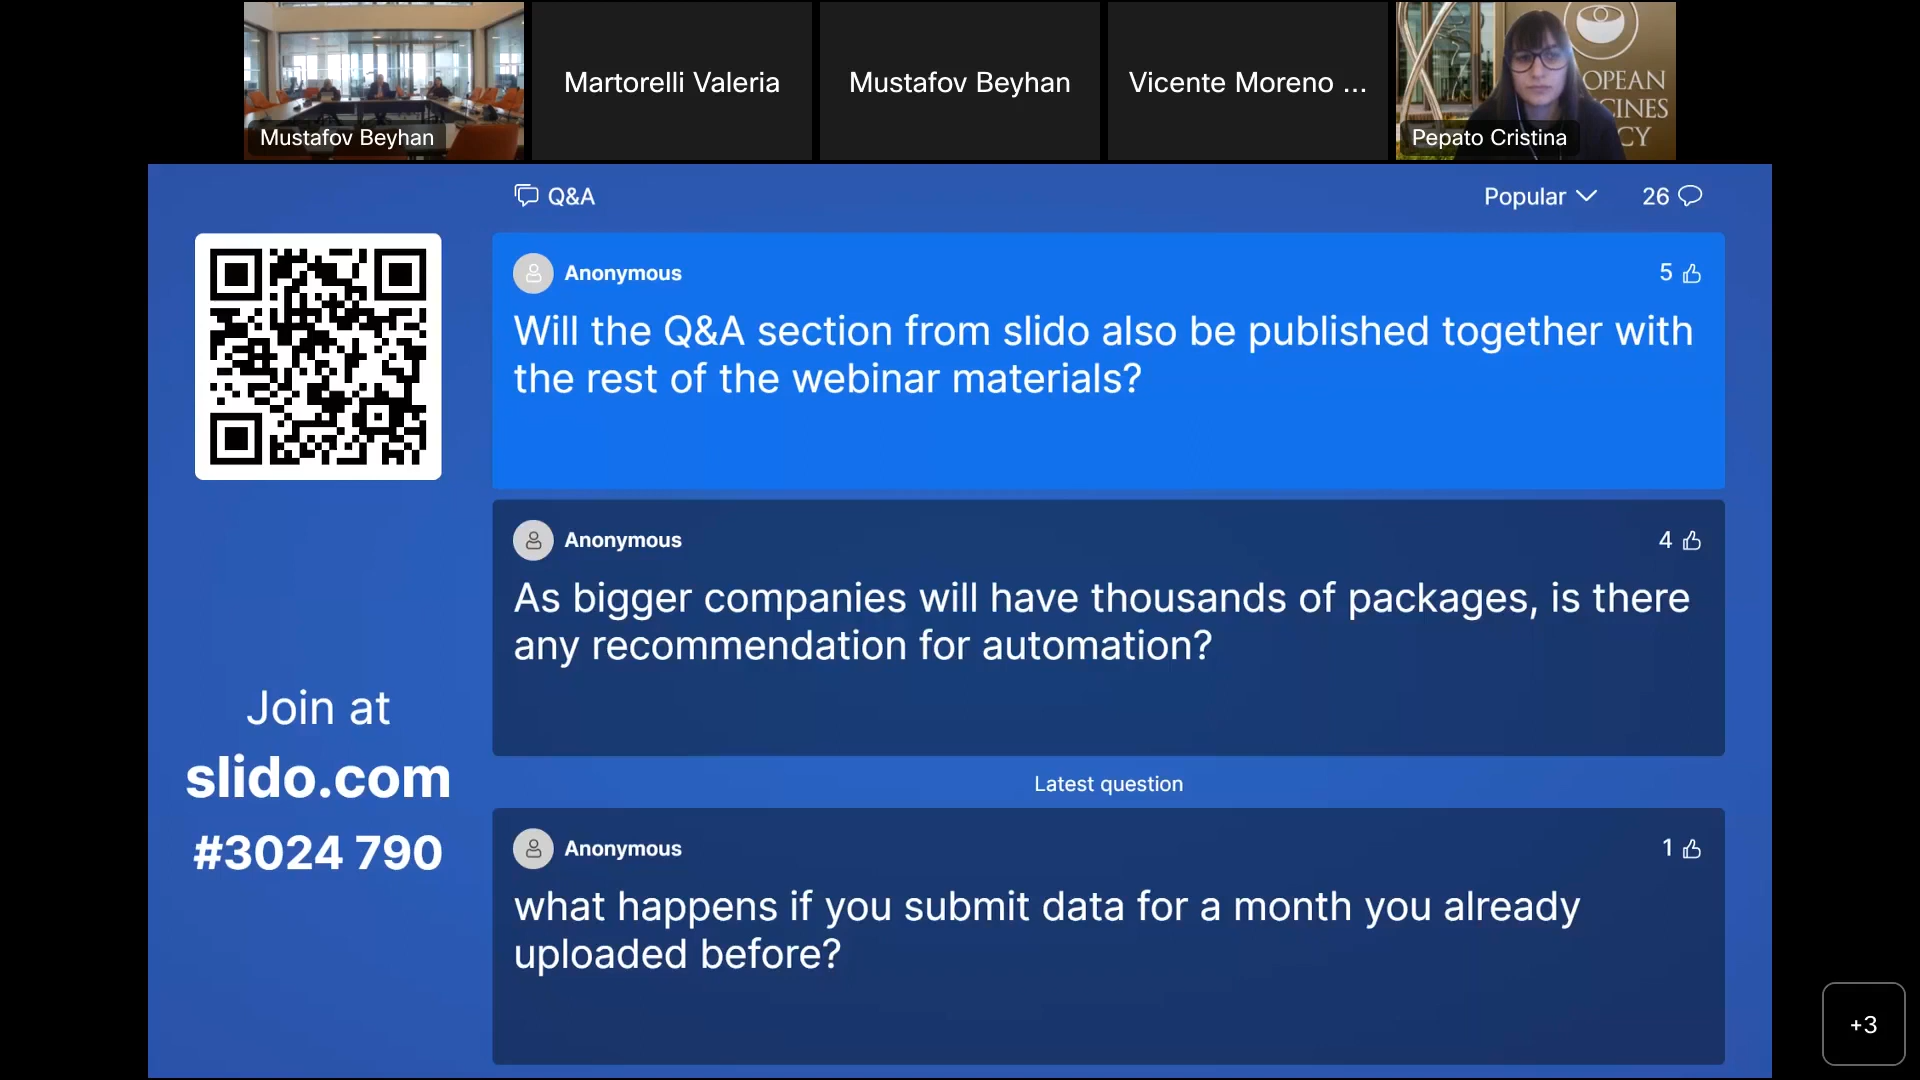 Mustafov Beyhan
Martorelli Valeria
Mustafov Beyhan
Vicente Moreno ...
OPEAN
CINES
CY
Pepato Cristina
Q&A
Popular
26
Anonymous
5
Will the Q&A section from slido also be published together with
the rest of the webinar materials?
Anonymous
4
As bigger companies will have thousands of packages, is there
any recommendation for automation?
Join at
slido.com
#3024 790
Latest question
Anonymous
1
what happens if you submit data for a month you already
uploaded before?
+3